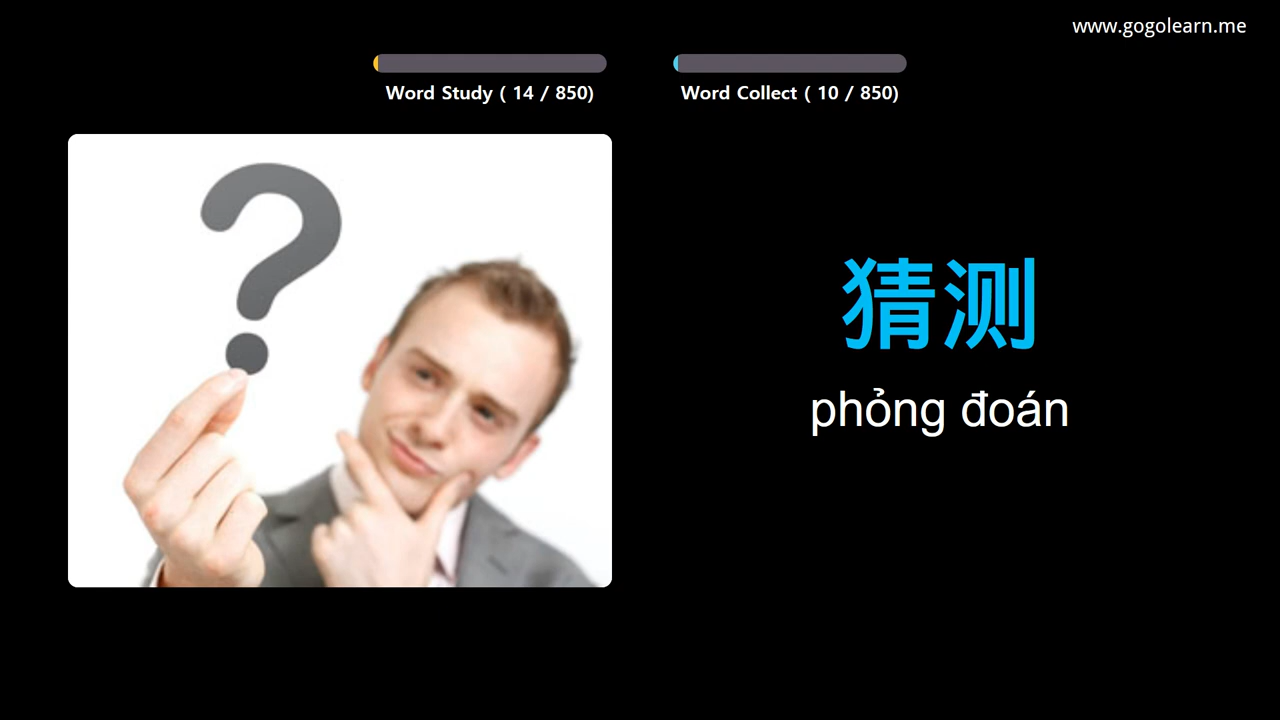 www.gogolearn.me
Word Study ( 14 / 850)
Word Collect ( 10 / 850)
?
猜测
phỏng đoán